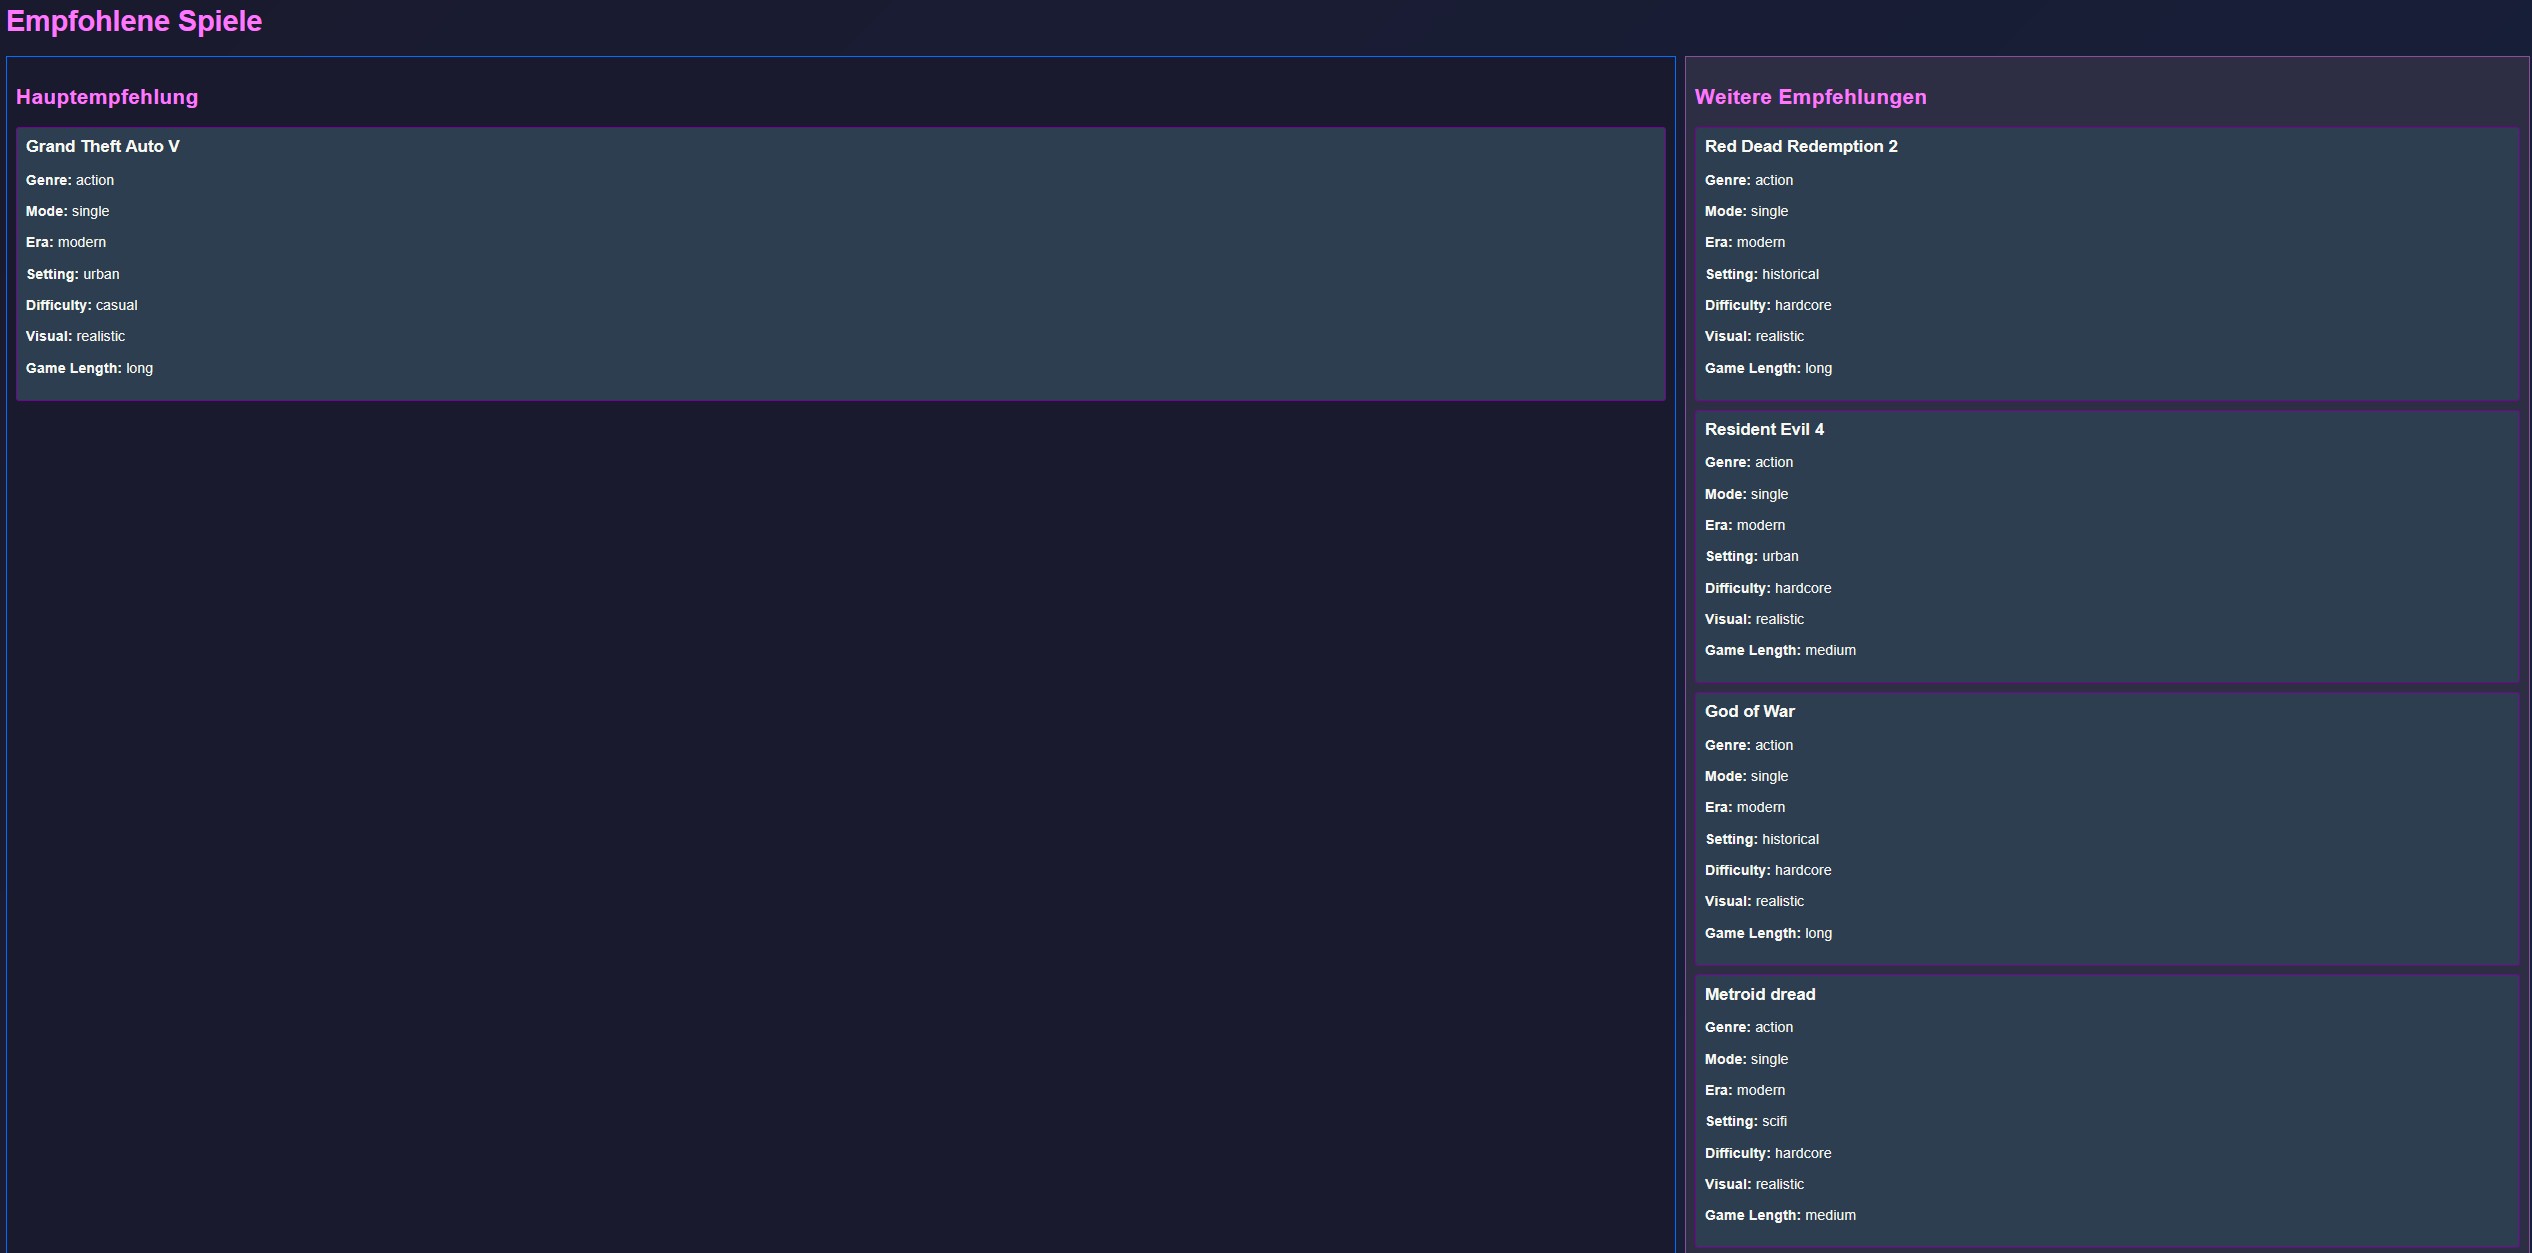 Empfohlene Spiele
Hauptempfehlung
Grand Theft Auto V
Genre: action
Mode: single
Era: modern
Setting: urban
Difficulty: casual
Visual: realistic
Game Length: long
Weitere Empfehlungen
Red Dead Redemption 2
Genre: action
Mode: single
Era: modern
Setting: historical
Difficulty: hardcore
Visual: realistic
Game Length: long
Resident Evil 4
Genre: action
Mode: single
Era: modern
Setting: urban
Difficulty: hardcore
Visual: realistic
Game Length: medium
God of War
Genre: action
Mode: single
Era: modern
Setting: historical
Difficulty: hardcore
Visual: realistic
Game Length: long
Metroid dread
Genre: action
Mode: single
Era: modern
Setting: scifi
Difficulty: hardcore
Visual: realistic
Game Length: medium